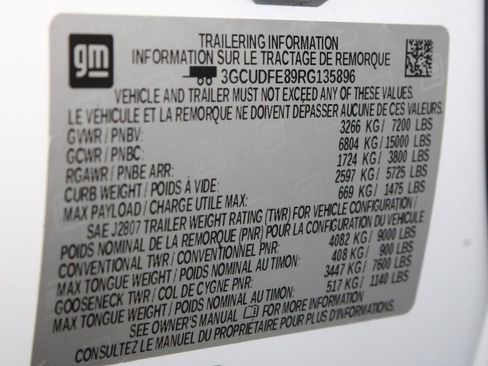 gm
TRAILERING INFORMATION
INFORMATION SUR LE TRACTAGE DE REMORQUE
3GCUDFE89RG135896
VEHICLE AND TRAILER MUST NOT EXCEED ANY OF THESE VALUES
LE VÉHICULE ET LA REMORQUE NE DOIVENT DÉPASSER AUCUNE DE CES VALEURS
GVWR / PNBV: 3266 KG / 7200 LBS
GCWR / PNBC: 6804 KG / 15000 LBS
RGAWR / PNBE ARR: 1724 KG / 3800 LBS
CURB WEIGHT / POIDS À VIDE: 2597 KG / 5725 LBS
MAX PAYLOAD / CHARGE UTILE MAX: 669 KG / 1475 LBS
SAE J2807 TRAILER WEIGHT RATING (TWR) FOR VEHICLE CONFIGURATION /
POIDS NOMINAL DE LA REMORQUE (PNR) POUR LA CONFIGURATION DU VÉHICULE
CONVENTIONAL TWR / CONVENTIONNEL PNR: 4082 KG / 9000 LBS
MAX TONGUE WEIGHT / POIDS NOMINAL AU TIMON: 408 KG / 900 LBS
GOOSENECK TWR / COL DE CYGNE PNR: 3447 KG / 7600 LBS
MAX TONGUE WEIGHT / POIDS NOMINAL AU TIMON: 517 KG / 1140 LBS
SEE OWNER'S MANUAL FOR MORE INFORMATION
CONSULTEZ LE MANUEL DU PROPRIÉTAIRE POUR PLUS D'INFORMATIONS